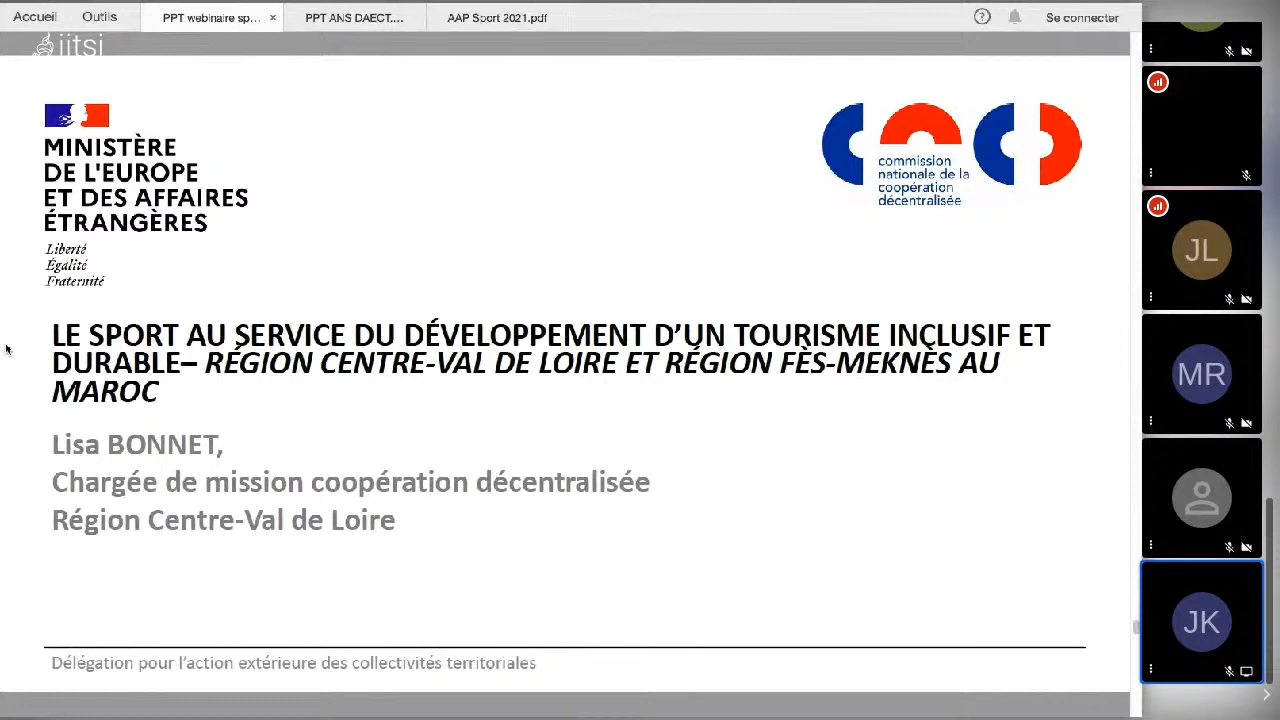 Accueil
Outils
PPT webinaire sp...
×
PPT ANS DAECT....
AAP Sport 2021.pdf
Se connecter
jitsi
MINISTÈRE
DE L'EUROPE
ET DES AFFAIRES
ÉTRANGÈRES
Liberté
Égalité
Fraternité
commission
nationale de la
coopération
décentralisée
LE SPORT AU SERVICE DU DÉVELOPPEMENT D’UN TOURISME INCLUSIF ET
DURABLE– RÉGION CENTRE-VAL DE LOIRE ET RÉGION FÈS-MEKNÈS AU
MAROC
Lisa BONNET,
Chargée de mission coopération décentralisée
Région Centre-Val de Loire
Délégation pour l’action extérieure des collectivités territoriales
JL
MR
JK